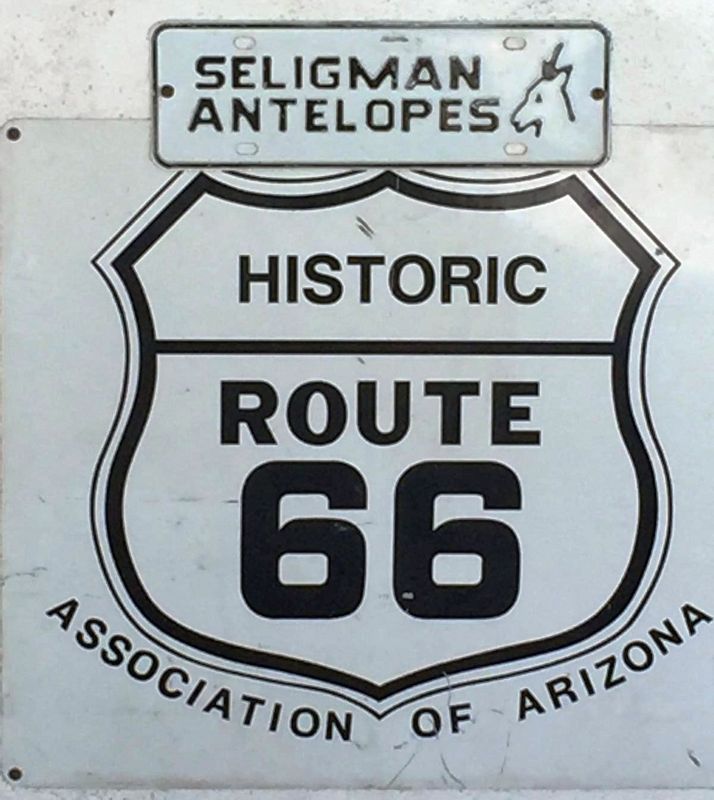 SELIGMAN
ANTELOPES
HISTORIC
ROUTE
66
ASSOCIATION OF ARIZONA